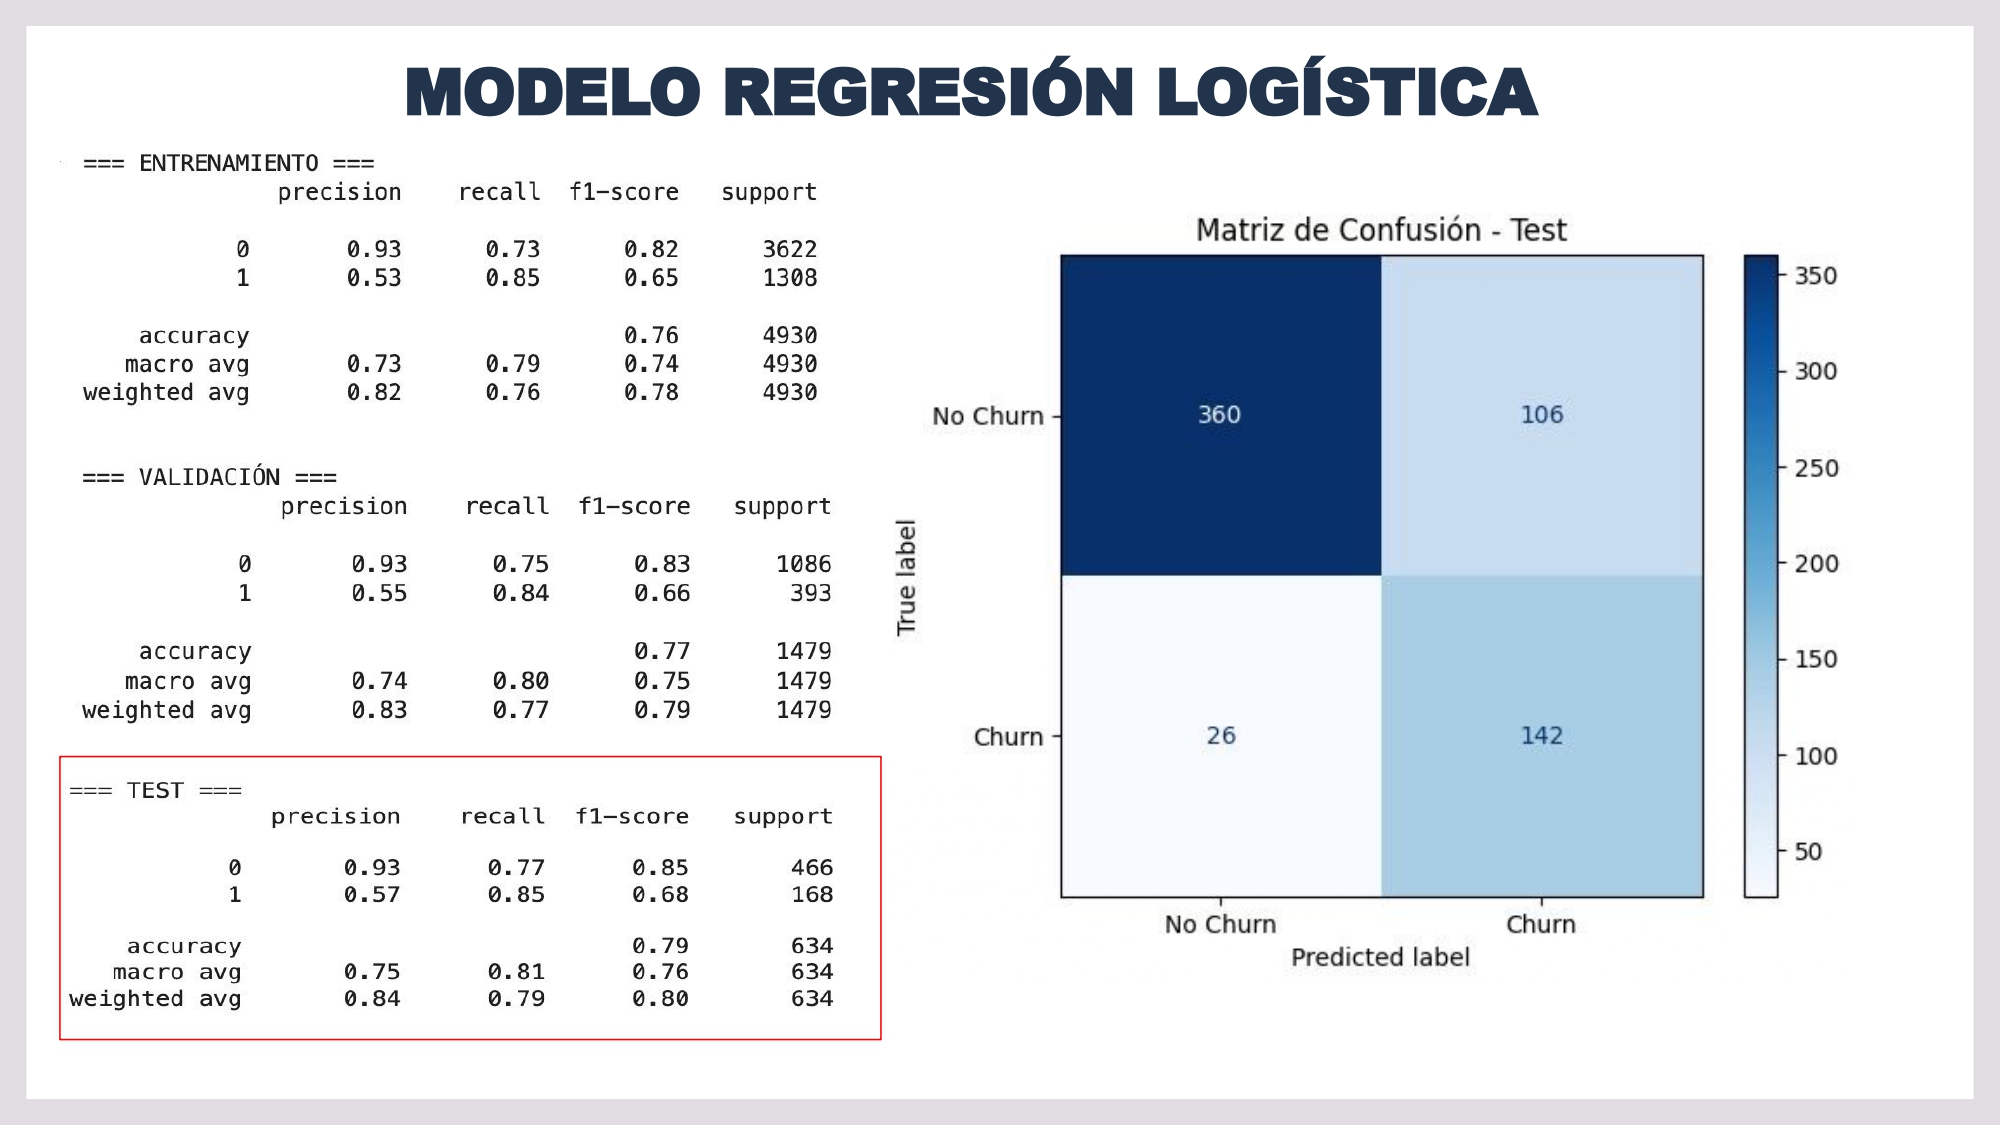 MODELO REGRESIÓN LOGÍSTICA
=== ENTRENAMIENTO ===
precision recall f1-score support
0 0.93 0.73 0.82 3622
1 0.53 0.85 0.65 1308
accuracy 0.76 4930
macro avg 0.73 0.79 0.74 4930
weighted avg 0.82 0.76 0.78 4930
=== VALIDACIÓN ===
precision recall f1-score support
0 0.93 0.75 0.83 1086
1 0.55 0.84 0.66 393
accuracy 0.77 1479
macro avg 0.74 0.80 0.75 1479
weighted avg 0.83 0.77 0.79 1479
=== TEST ===
precision recall f1-score support
0 0.93 0.77 0.85 466
1 0.57 0.85 0.68 168
accuracy 0.79 634
macro avg 0.75 0.81 0.76 634
weighted avg 0.84 0.79 0.80 634
Matriz de Confusión - Test
True label
No Churn 360 106
Churn 26 142
No Churn Churn
Predicted label
350
300
250
200
150
100
50